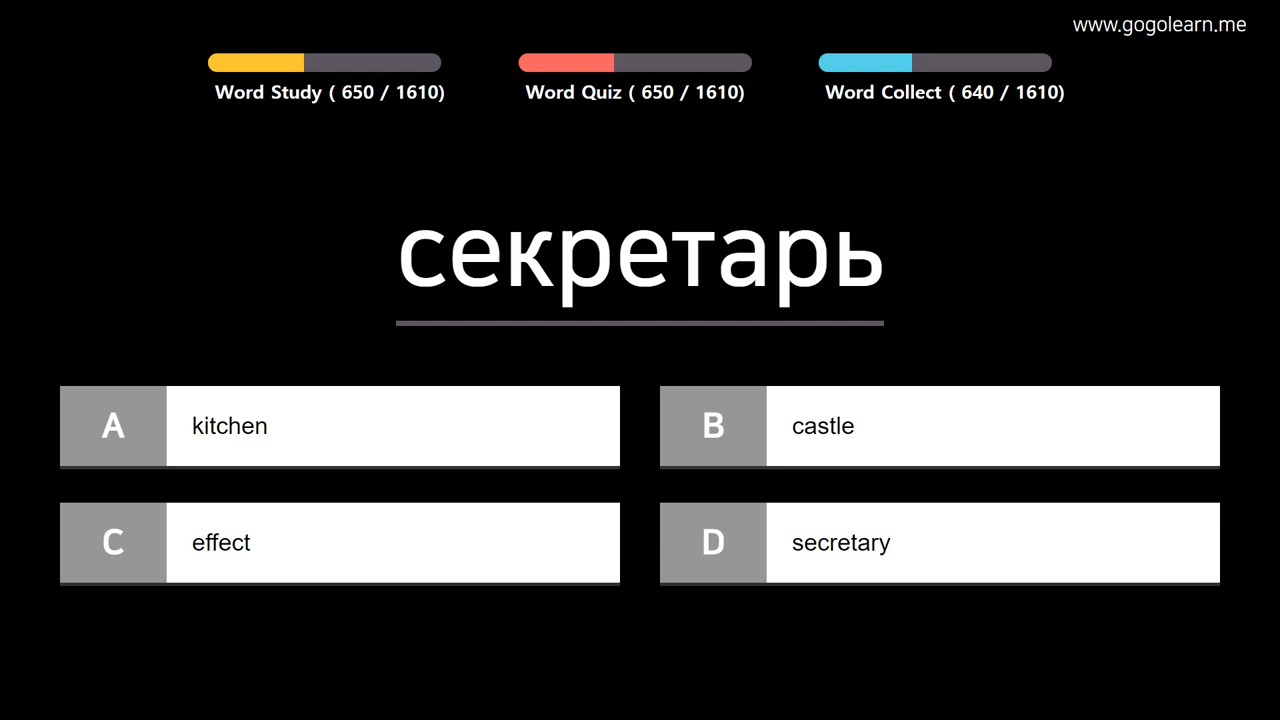 www.gogolearn.me
Word Study ( 650 / 1610)
Word Quiz ( 650 / 1610)
Word Collect ( 640 / 1610)
секретарь
A kitchen
B castle
C effect
D secretary